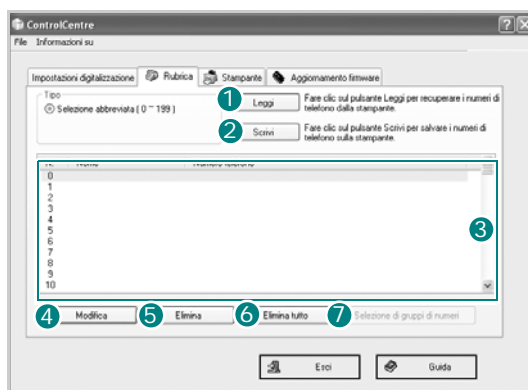 ControlCentre
File Informazioni su
Impostazioni digitalizzazione Rubrica Stampante Aggiornamento firmware
Tipo
Selezione abbreviata ( 0 ~ 199 )
1 Leggi Fare clic sul pulsante Leggi per recuperare i numeri di
telefono dalla stampante.
2 Scrivi Fare clic sul pulsante Scrivi per salvare i numeri di
telefono sulla stampante.
N. Nome Numero telefono
0
1
2
3
4
5
6
7
8
9
10
3
4 Modifica 5 Elimina 6 Elimina tutto 7 Selezione di gruppi di numeri
Esci Guida